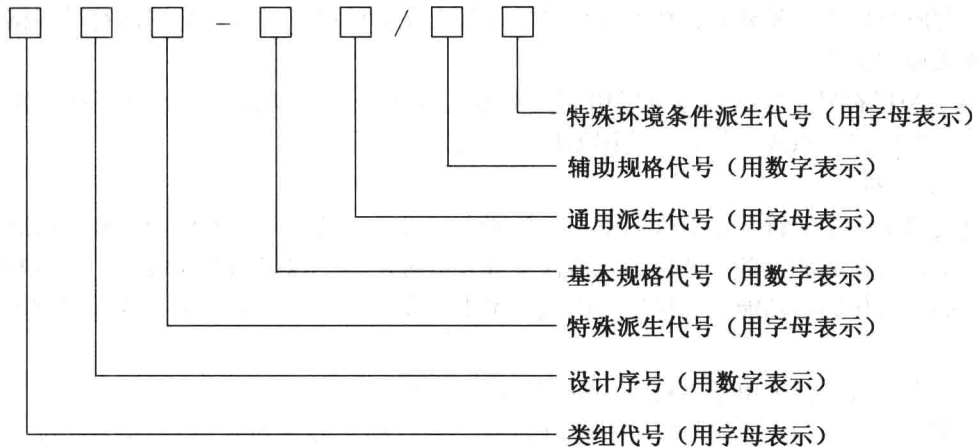 □ □ □ - □ □ / □ □
特殊环境条件派生代号（用字母表示）
辅助规格代号（用数字表示）
通用派生代号（用字母表示）
基本规格代号（用数字表示）
特殊派生代号（用字母表示）
设计序号（用数字表示）
类组代号（用字母表示）